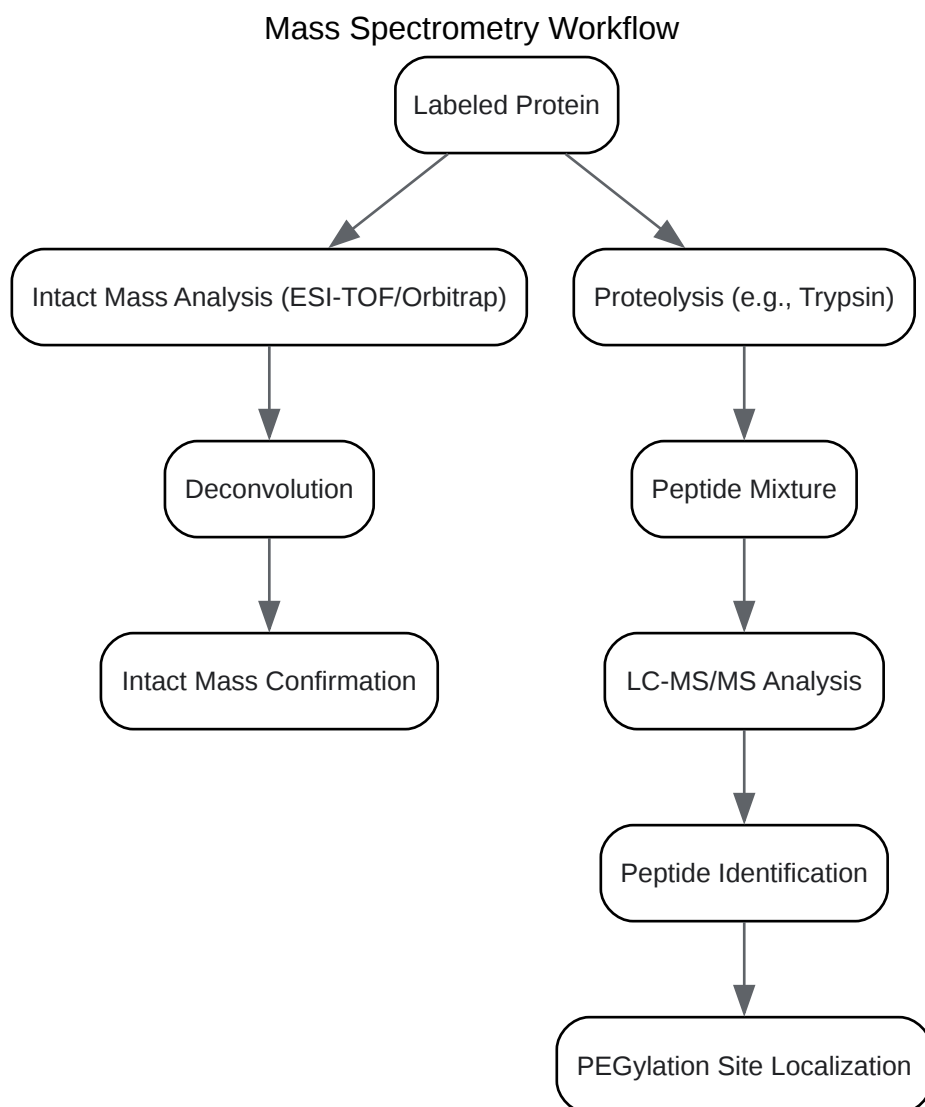 Mass Spectrometry Workflow
Labeled Protein
Intact Mass Analysis (ESI-TOF/Orbitrap)
Proteolysis (e.g., Trypsin)
Deconvolution
Peptide Mixture
Intact Mass Confirmation
LC-MS/MS Analysis
Peptide Identification
PEGylation Site Localization